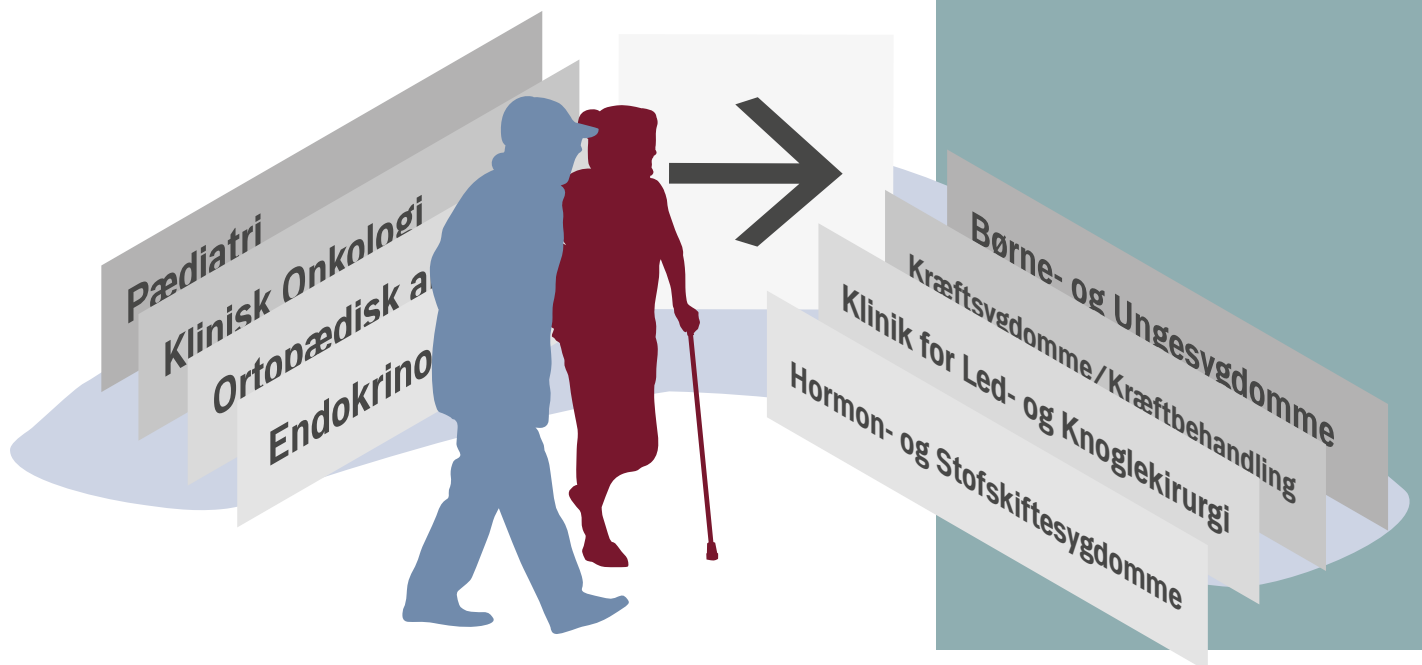 Pædiatri
Klinisk Onkologi
Ortopædisk a
Endokrino
Børne- og Ungesygdomme
Kræftsygdomme/Kræftbehandling
Klinik for Led- og Knoglekirurgi
Hormon- og Stofskiftesygdomme